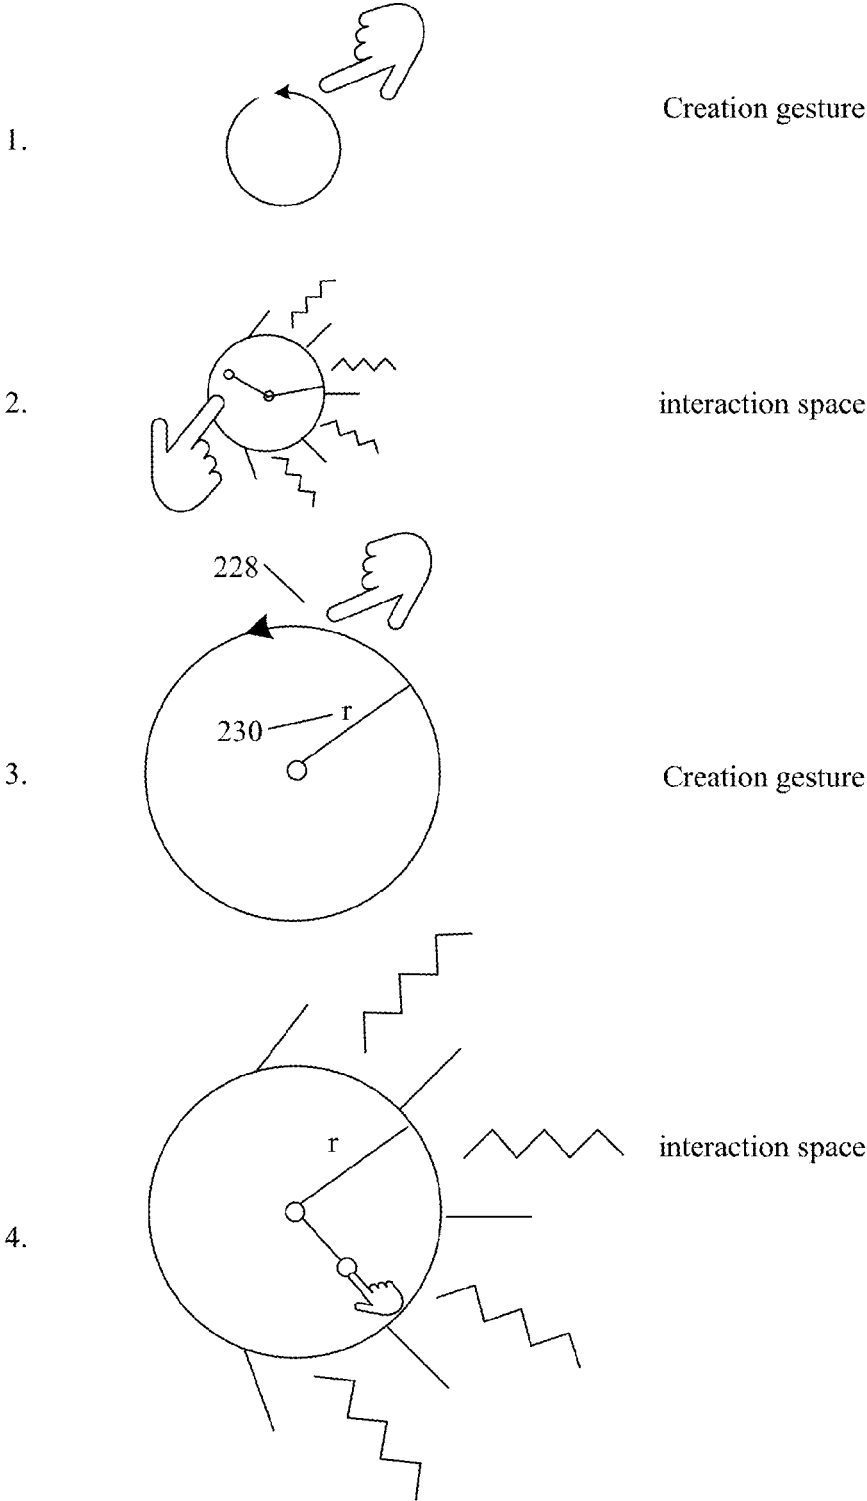 Creation gesture
1.
2.
interaction space
228
230
r
3.
Creation gesture
r
interaction space
4.